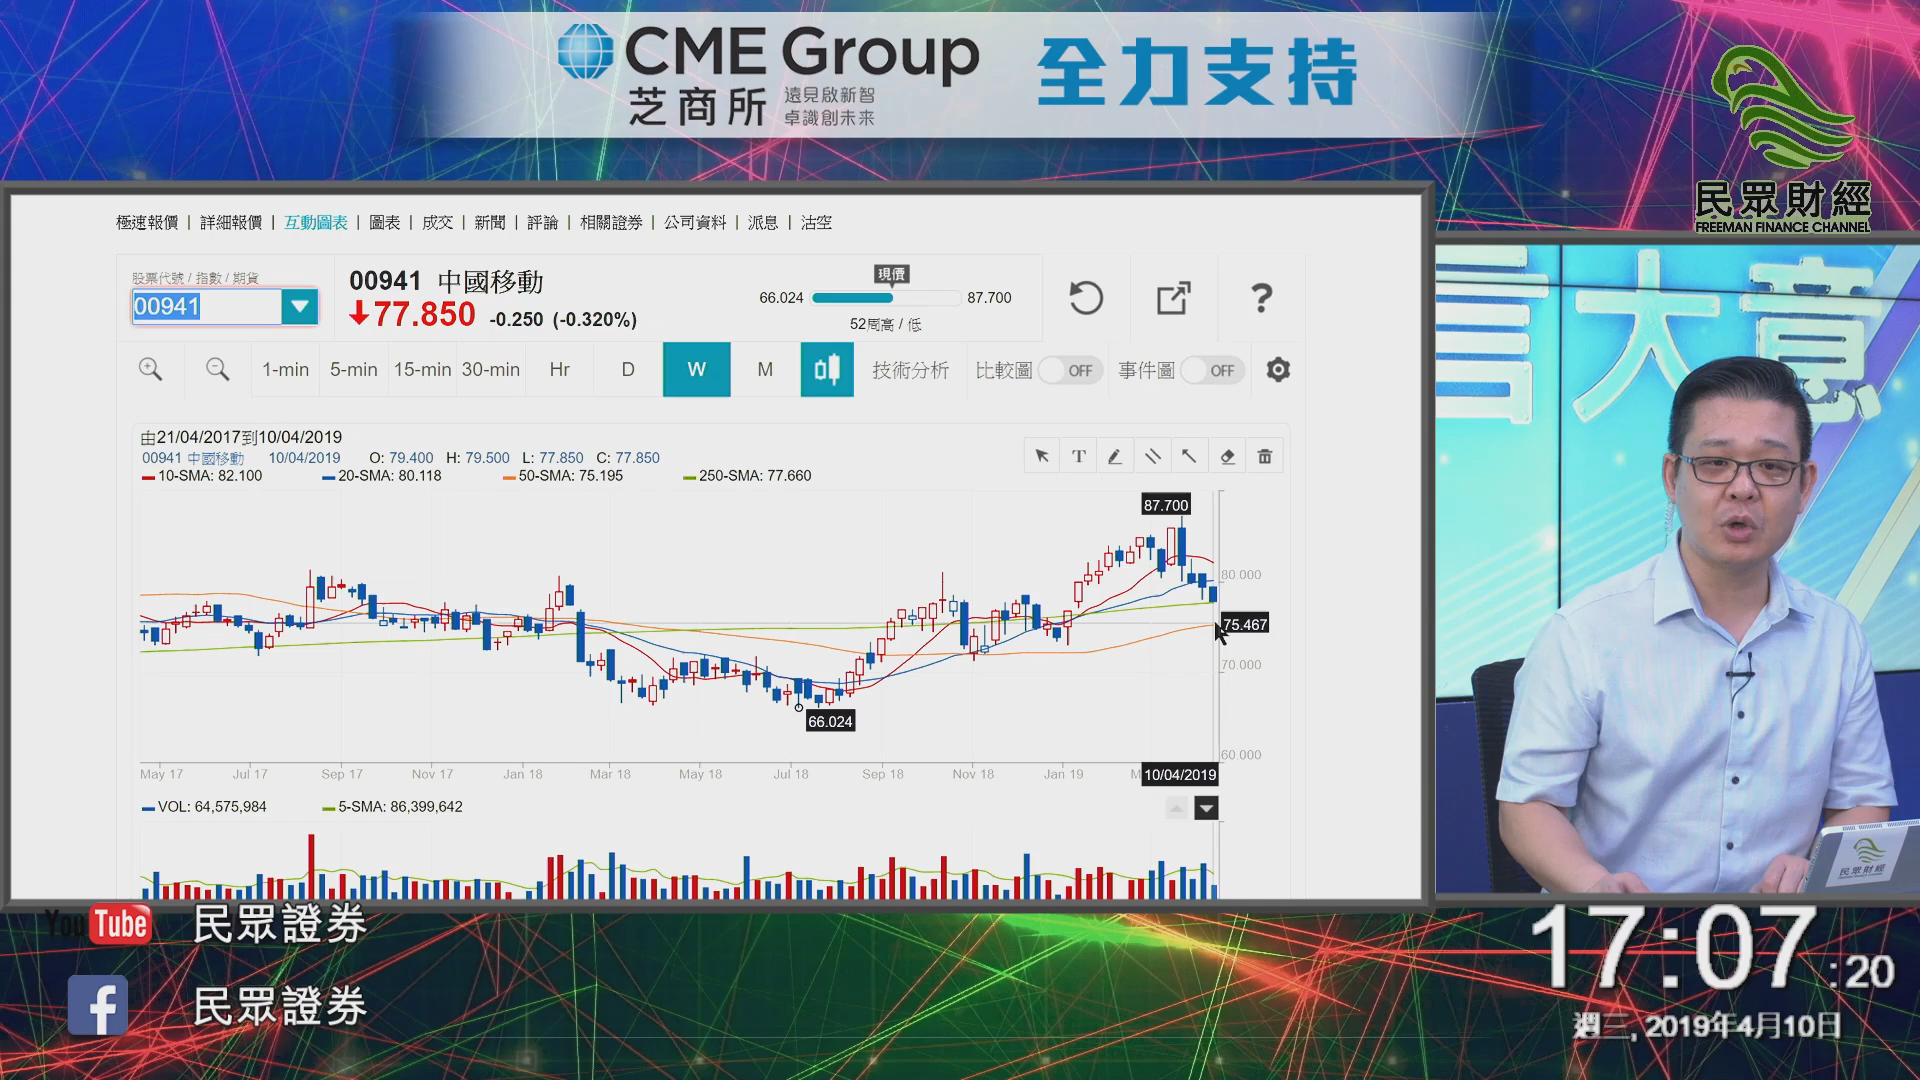 CME Group 全力支持
芝商所 遠見啟新智
卓識創未來
民眾財經
FREEMAN FINANCE CHANNEL
極速報價 | 詳細報價 | 互動圖表 | 圖表 | 成交 | 新聞 | 評論 | 相關證券 | 公司資料 | 派息 | 沽空
股票代號 / 指數 / 期貨
00941
00941 中國移動
77.850 -0.250 (-0.320%)
現價
66.024 87.700
52周高 / 低
?
1-min 5-min 15-min 30-min Hr D W M 技術分析 比較圖 OFF 事件圖 OFF
由21/04/2017到10/04/2019
00941 中國移動 10/04/2019 O: 79.400 H: 79.500 L: 77.850 C: 77.850
10-SMA: 82.100 20-SMA: 80.118 50-SMA: 75.195 250-SMA: 77.660
T
87.700
80.000
75.467
70.000
66.024
60.000
May 17 Jul 17 Sep 17 Nov 17 Jan 18 Mar 18 May 18 Jul 18 Sep 18 Nov 18 Jan 19 M 10/04/2019
VOL: 64,575,984 5-SMA: 86,399,642
大意
民眾財經
YouTube 民眾證券
f 民眾證券
17:07:20
週三, 2019年4月10日